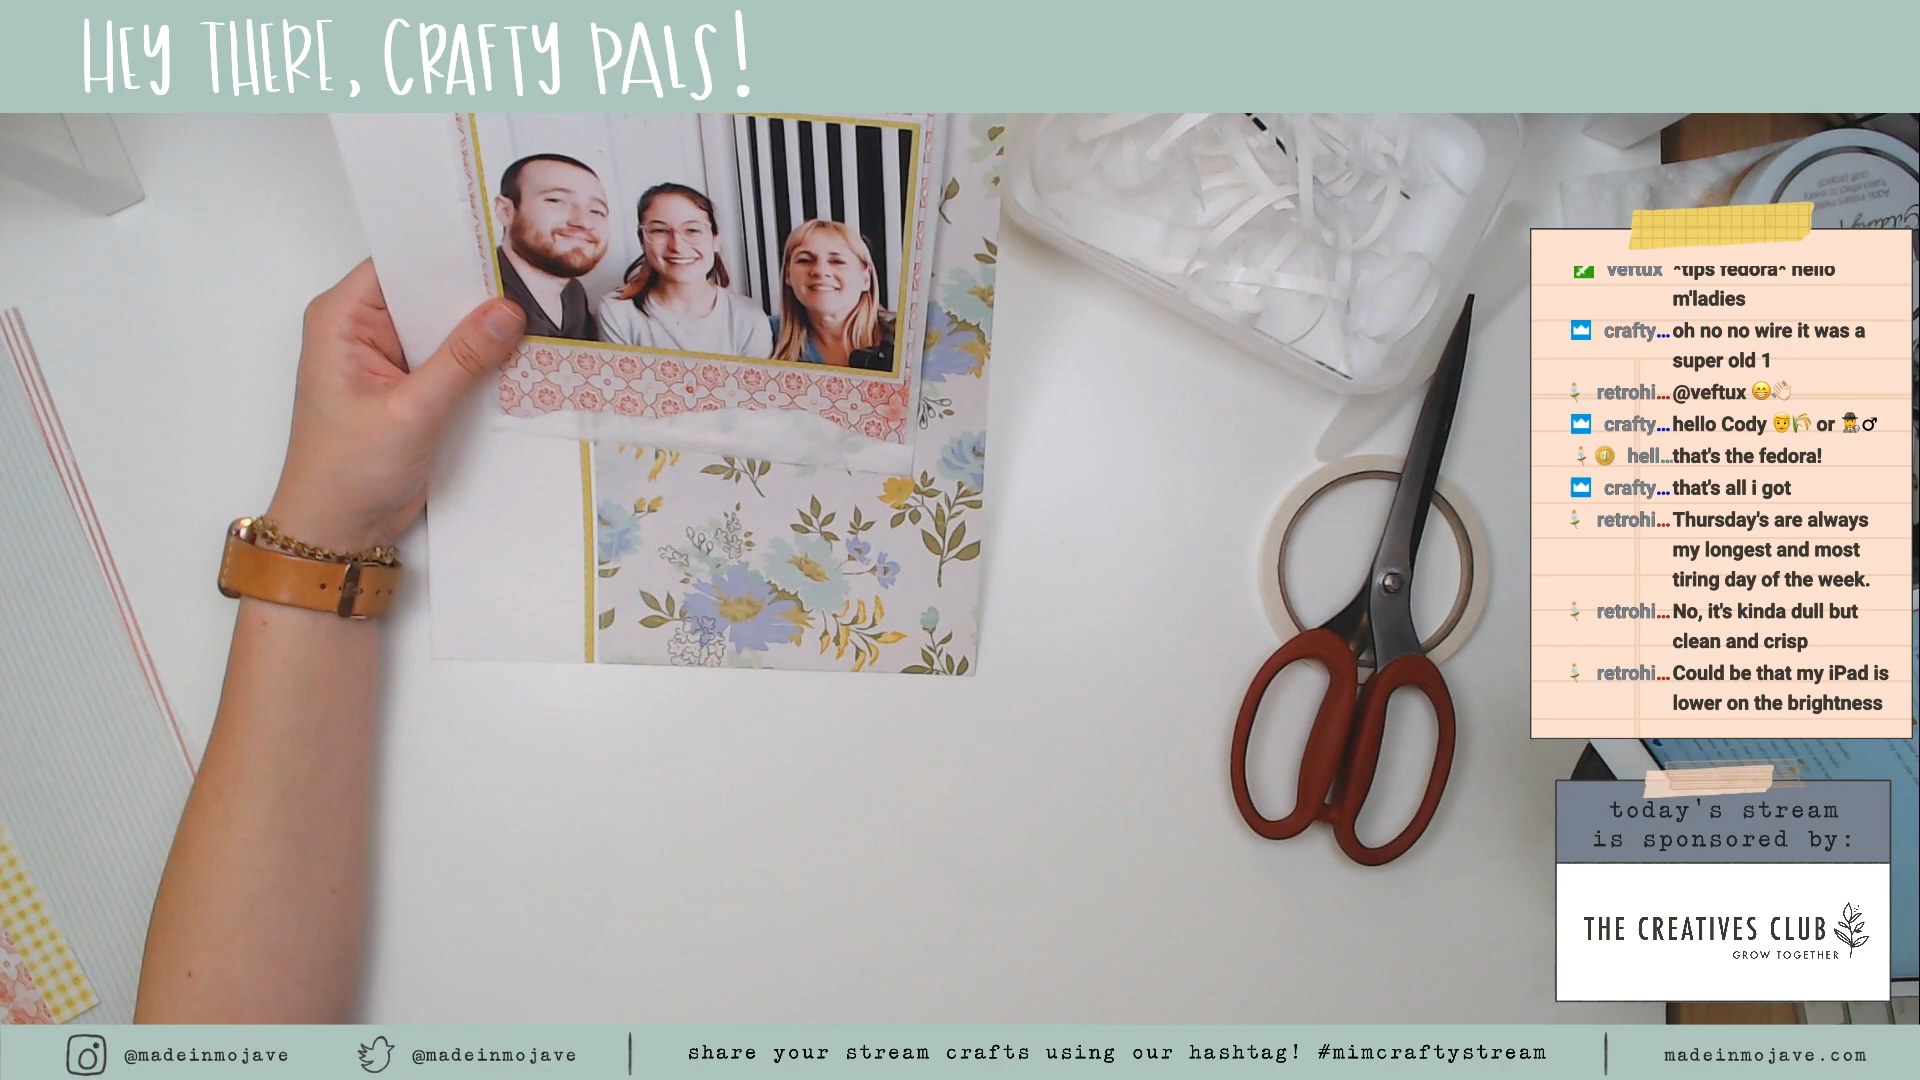 HEY THERE, CRAFTY PALS!
veftux *tips fedora* hello
m'ladies
crafty... oh no no wire it was a
super old 1
retrohi... @veftux 😁👏🏻
crafty... hello Cody 👨🌾 or 🕵♂
hell... that's the fedora!
crafty... that's all i got
retrohi... Thursday's are always
my longest and most
tiring day of the week.
retrohi... No, it's kinda dull but
clean and crisp
retrohi... Could be that my iPad is
lower on the brightness
today's stream
is sponsored by:
THE CREATIVES CLUB
GROW TOGETHER
@madeinmojave @madeinmojave share your stream crafts using our hashtag! #mimcraftystream madeinmojave.com